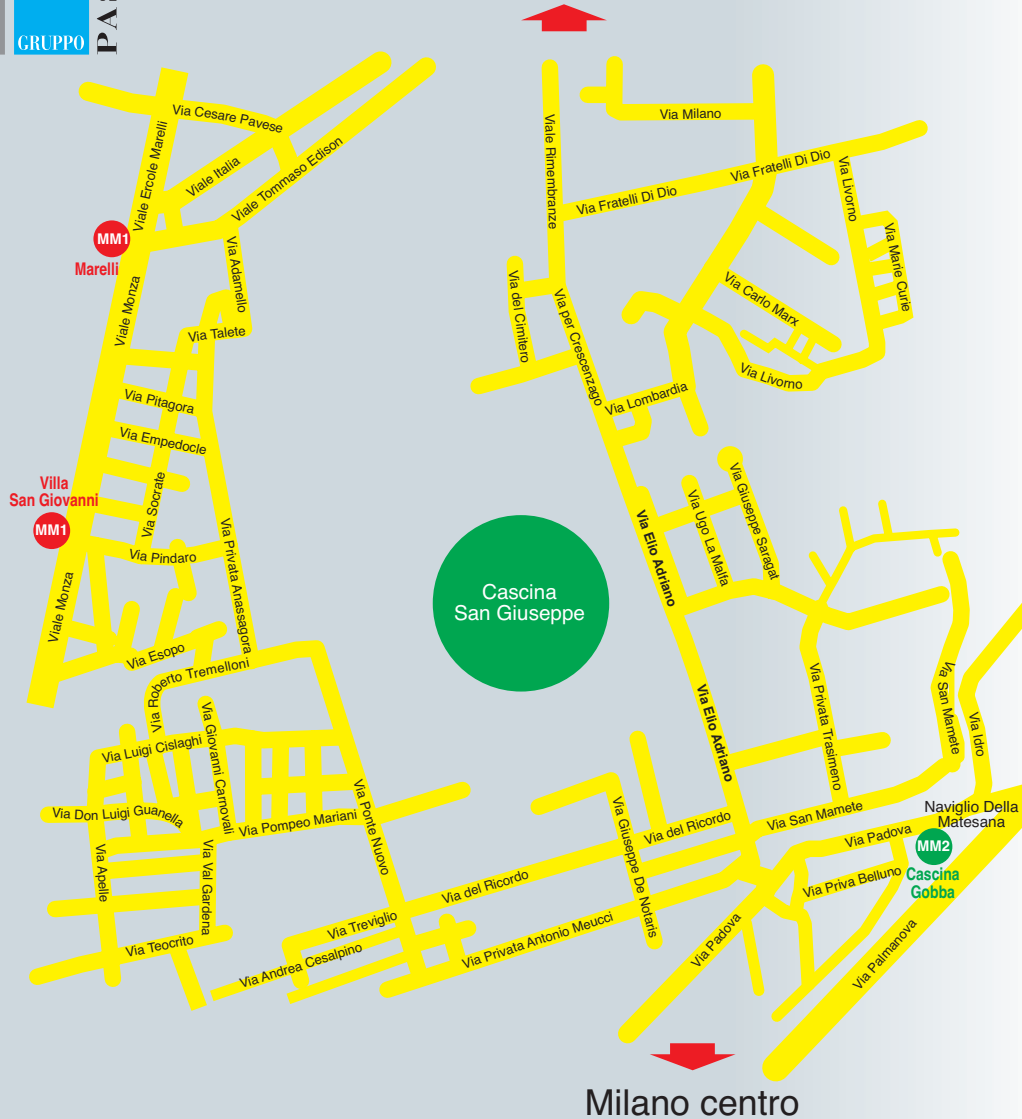 GRUPPO
Via Cesare Pavese
Viale Ercole Marelli
Viale Italia
Viale Tommaso Edison
MM1
Marelli
Via Adamello
Viale Monza
Via Talete
Via Pitagora
Via Empedocle
Villa
San Giovanni
MM1
Via Socrate
Via Pindaro
Via Privata Anassagora
Viale Monza
Via Esopo
Via Roberto Tremelloni
Via Giovanni Carnovali
Via Luigi Cislaghi
Via Don Luigi Guanella
Via Pompeo Mariani
Via Ponte Nuovo
Via Apelle
Via Val Gardena
Via Teocrito
Via Treviglio
Via Andrea Cesalpino
Via del Ricordo
Via Privata Antonio Meucci
Via Giuseppe De Notaris
Via del Ricordo
Cascina
San Giuseppe
Viale Rimembranze
Via Milano
Via Fratelli Di Dio
Via Fratelli Di Dio
Via Livorno
Via Marie Curie
Via Carlo Marx
Via Livorno
Via del Cimitero
Via per Crescenzago
Via Lombardia
Via Elio Adriano
Via Ugo La Malfa
Via Giuseppe Saragat
Via Elio Adriano
Via Privata Trasimeno
Via San Mamete
Via Idro
Via San Mamete
Naviglio Della
Matesana
Via Padova
MM2
Cascina
Gobba
Via Priva Belluno
Via Padova
Via Palmanova
Milano centro